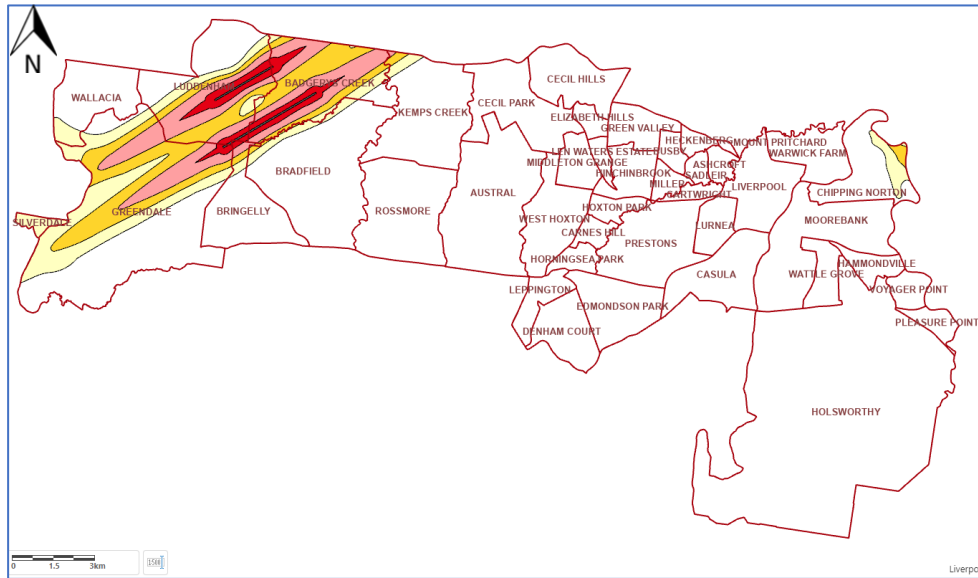 N
CECIL HILLS
LUDDENHAM
BADGERYS CREEK
WALLACIA
CECIL PARK
KEMPS CREEK
ELIZABETH HILLS
GREEN VALLEY
HECKENBERG
MOUNT PRITCHARD
WARWICK FARM
LEN WATERS ESTATE
BUSBY
MIDDLETON GRANGE
ASHCROFT
HINCHINBROOK
SADLEIR
BRADFIELD
MILLER
LIVERPOOL
CARTWRIGHT
AUSTRAL
CHIPPING NORTON
SILVERDALE
GREENDALE
BRINGELLY
ROSSMORE
HOXTON PARK
WEST HOXTON
MOOREBANK
LURNEA
CARNES HILL
PRESTONS
HORNINGSEA PARK
HAMMONDVILLE
CASULA
WATTLE GROVE
LEPPINGTON
VOYAGER POINT
EDMONDSON PARK
PLEASURE POINT
DENHAM COURT
HOLSWORTHY
0 1.5 3km
Liverpo